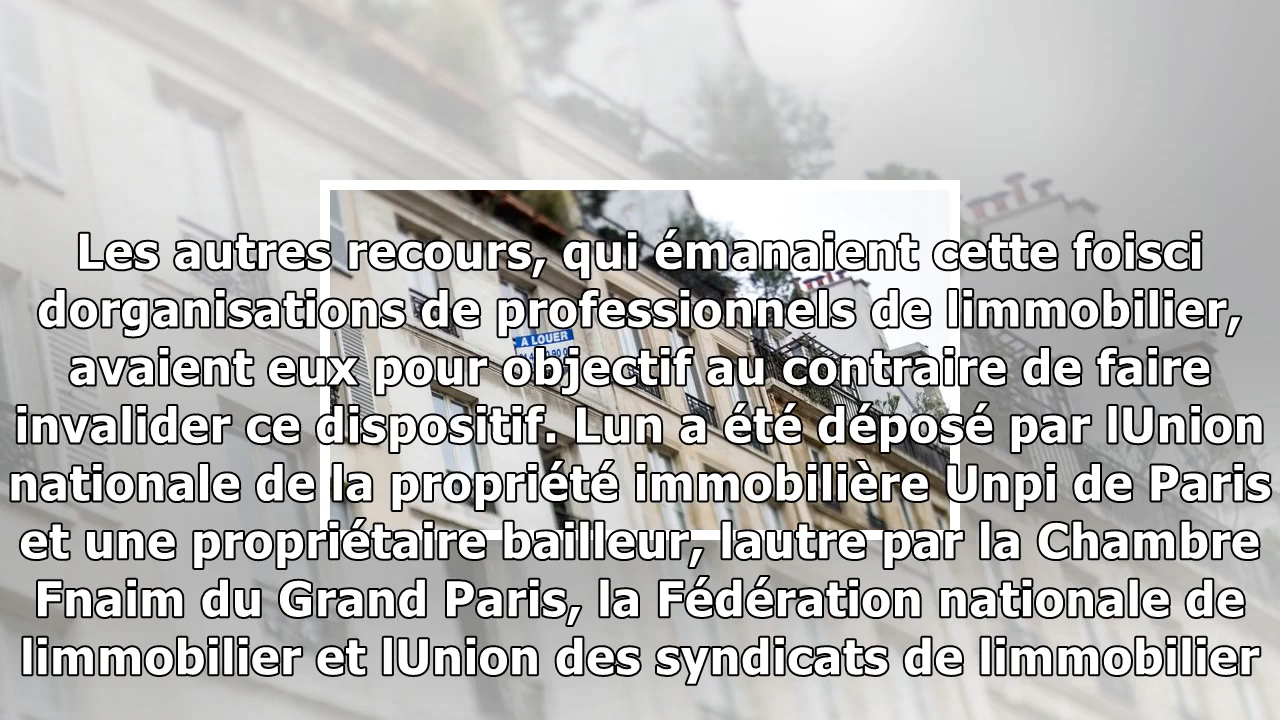 Les autres recours, qui émanaient cette foisci
dorganisations de professionnels de limmobilier,
avaient eux pour objectif au contraire de faire
invalider ce dispositif. Lun a été déposé par lUnion
nationale de la propriété immobilière Unpi de Paris
et une propriétaire bailleur, lautre par la Chambre
Fnaim du Grand Paris, la Fédération nationale de
limmobilier et lUnion des syndicats de limmobilier
A LOUER